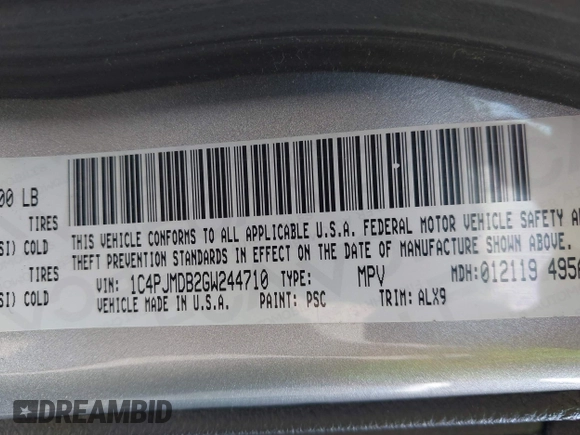 00 LB
TIRES
SI) COLD
TIRES
SI) COLD
THIS VEHICLE CONFORMS TO ALL APPLICABLE U.S.A. FEDERAL MOTOR VEHICLE SAFETY A
THEFT PREVENTION STANDARDS IN EFFECT ON THE DATE OF MANUFACTURE SHOWN ABOVE.
VIN: 1C4PJMDB2GW244710 TYPE: MPV MDH: 012119 495
VEHICLE MADE IN U.S.A. PAINT: PSC TRIM: ALX9
DREAMBID